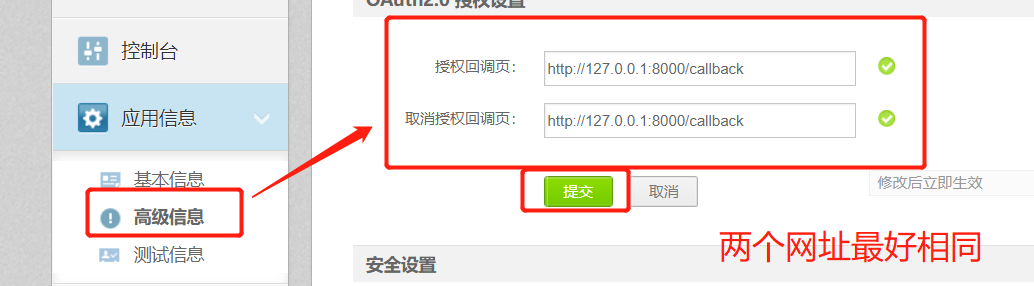 OAuth2.0 授权设置
控制台
授权回调页：
http://127.0.0.1:8000/callback
应用信息
取消授权回调页：
http://127.0.0.1:8000/callback
基本信息
提交
取消
修改后立即生效
高级信息
两个网址最好相同
测试信息
安全设置